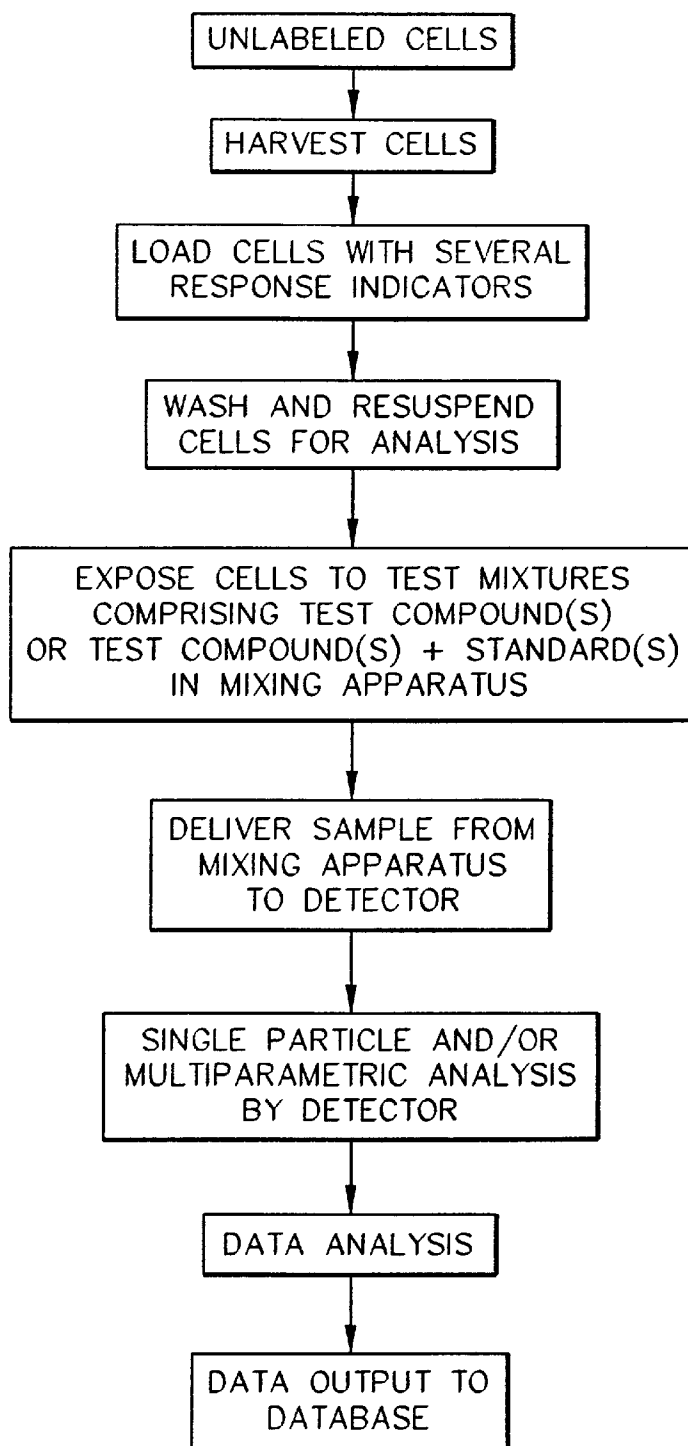 UNLABELED CELLS
HARVEST CELLS
LOAD CELLS WITH SEVERAL
RESPONSE INDICATORS
WASH AND RESUSPEND
CELLS FOR ANALYSIS
EXPOSE CELLS TO TEST MIXTURES
COMPRISING TEST COMPOUND(S)
OR TEST COMPOUND(S) + STANDARD(S)
IN MIXING APPARATUS
DELIVER SAMPLE FROM
MIXING APPARATUS
TO DETECTOR
SINGLE PARTICLE AND/OR
MULTIPARAMETRIC ANALYSIS
BY DETECTOR
DATA ANALYSIS
DATA OUTPUT TO
DATABASE